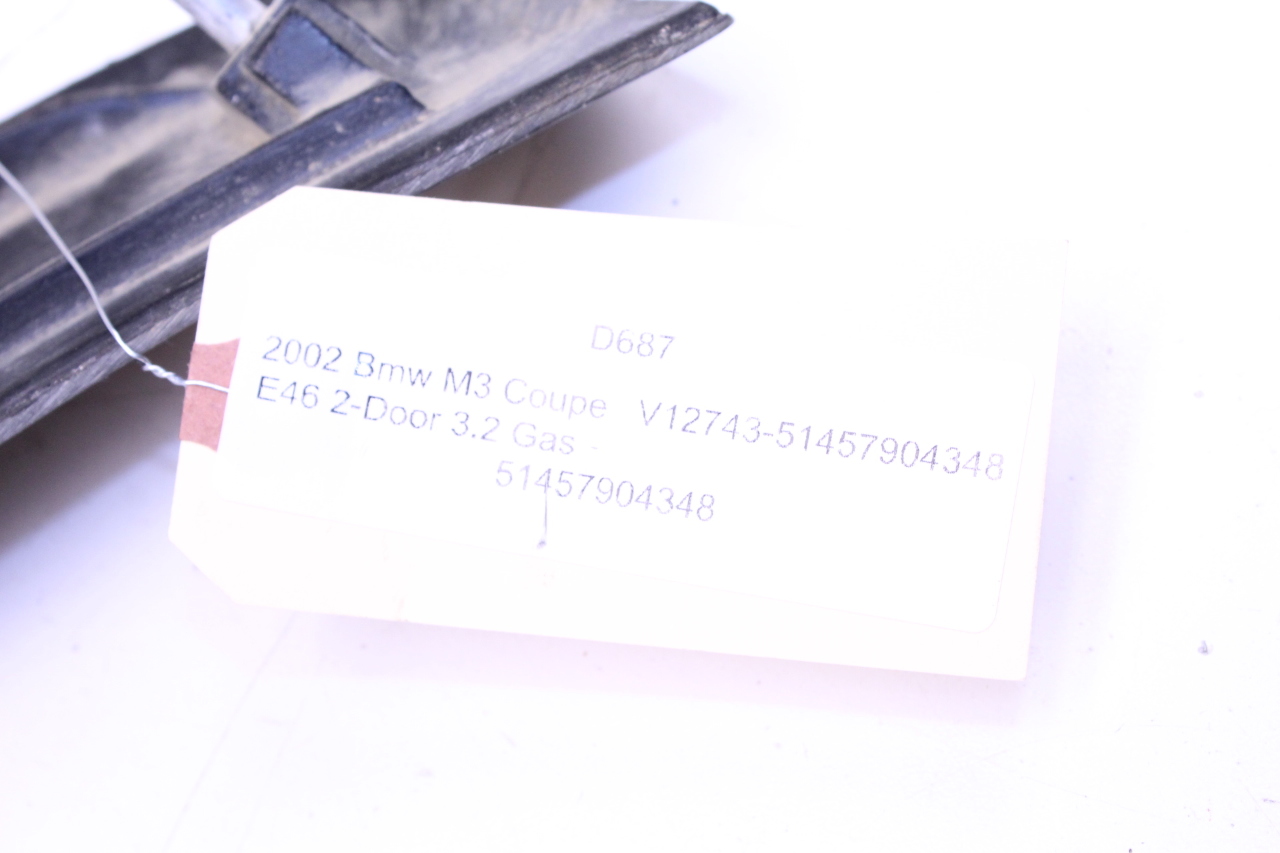 D687
2002 Bmw M3 Coupe V12743-51457904348
E46 2-Door 3.2 Gas -
51457904348